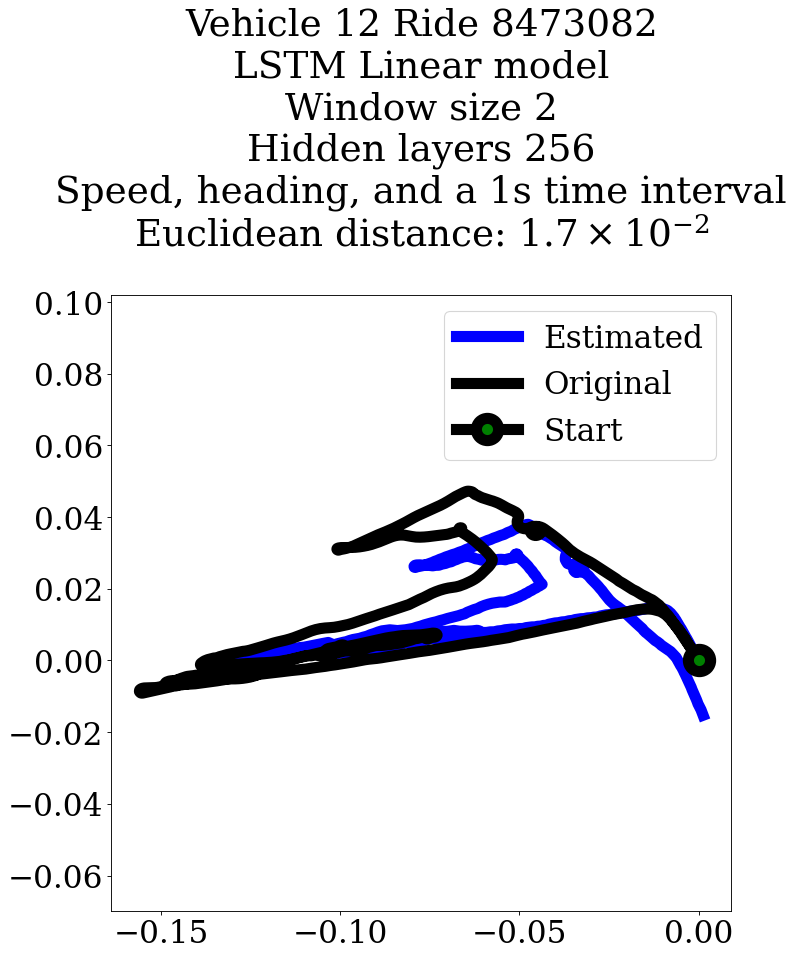 Vehicle 12 Ride 8473082
LSTM Linear model
Window size 2
Hidden layers 256
Speed, heading, and a 1s time interval
Euclidean distance: 1.7 × 10⁻²
0.10
0.08
0.06
0.04
0.02
0.00
−0.02
−0.04
−0.06
Estimated
Original
Start
−0.15
−0.10
−0.05
0.00